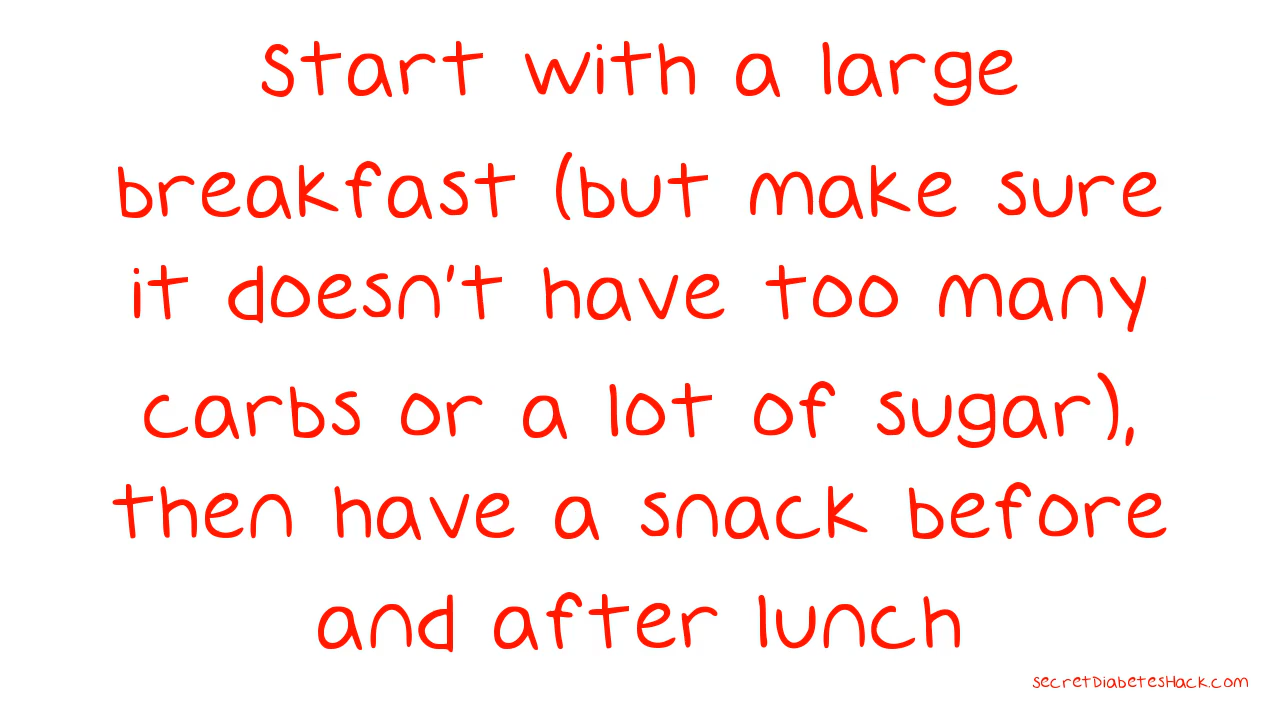 Start with a large
breakfast (but make sure
it doesn't have too many
carbs or a lot of sugar),
then have a snack before
and after lunch
secretDiabetesHack.com